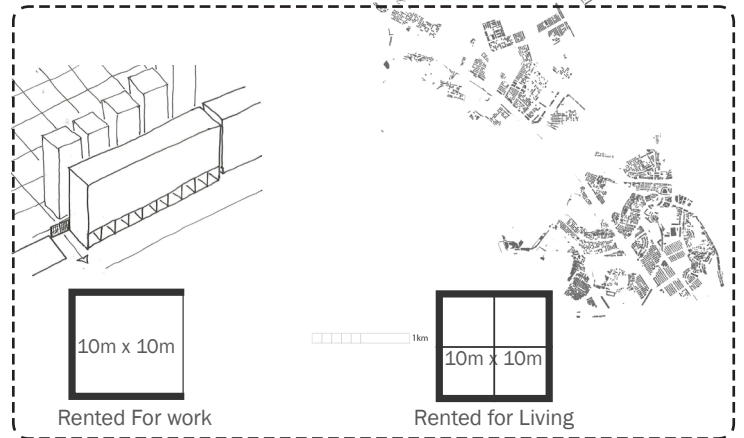 1km
10m x 10m
10m x 10m
Rented For work
Rented for Living